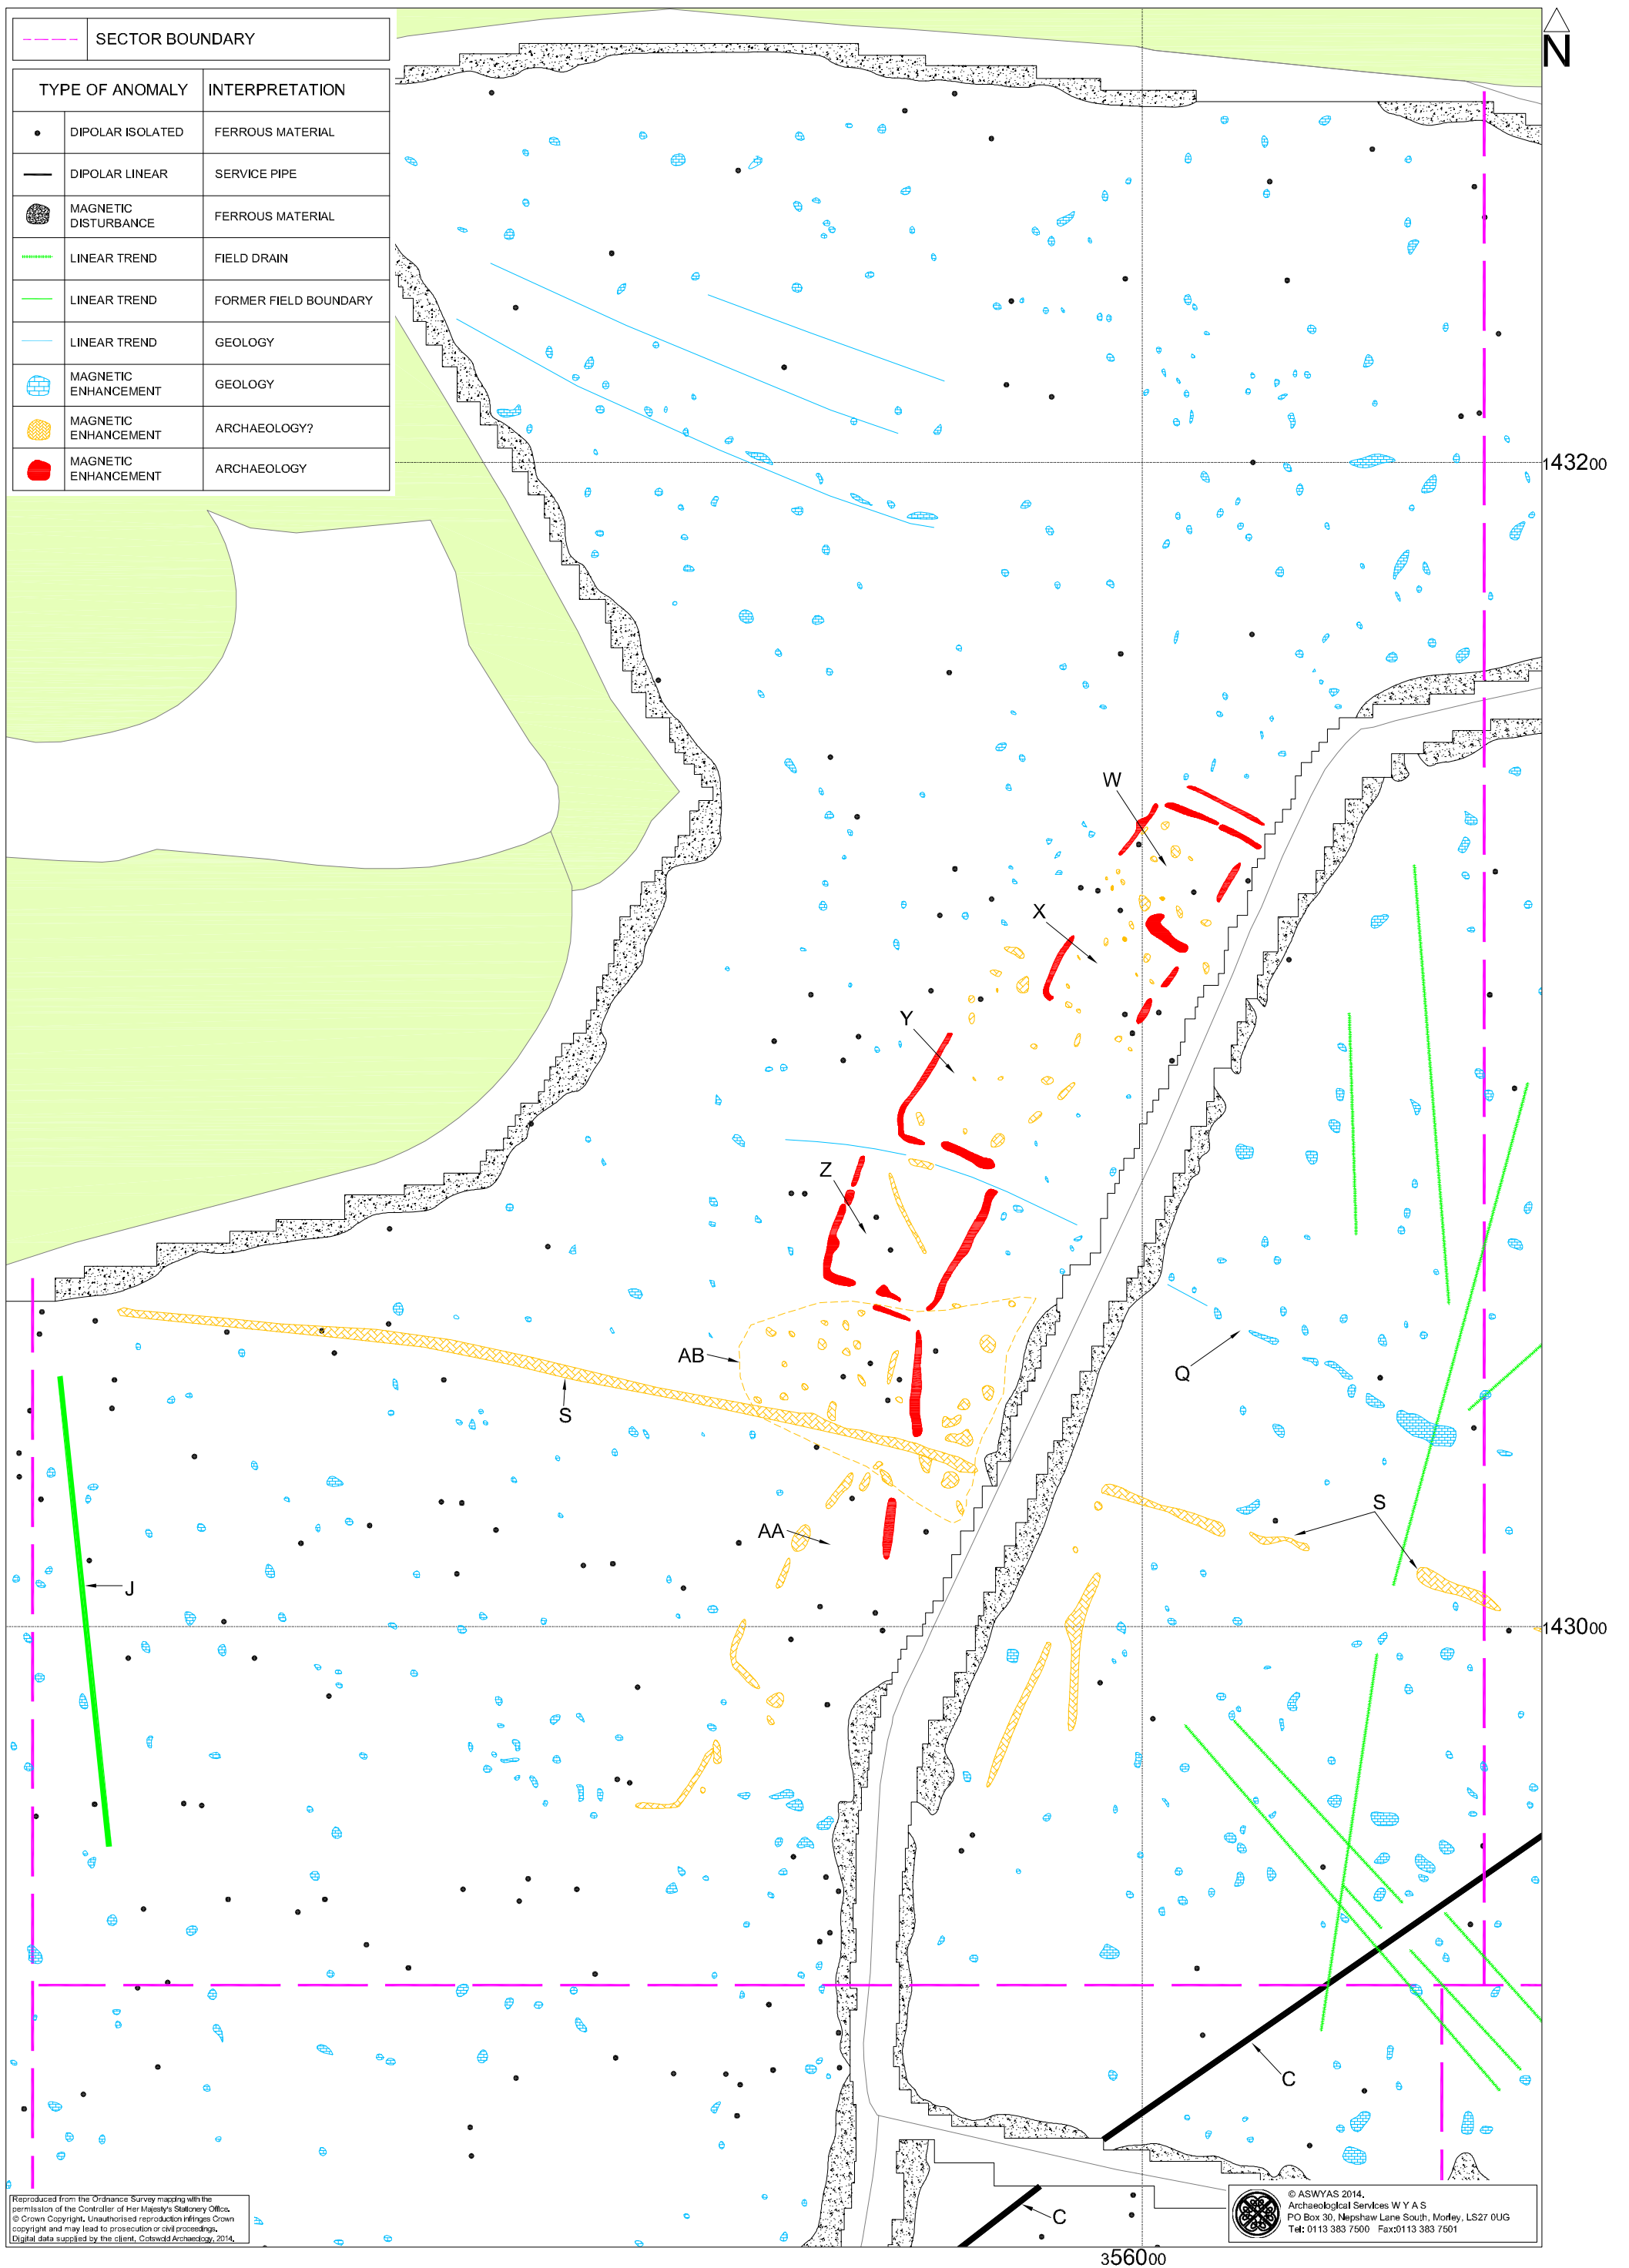 SECTOR BOUNDARY
TYPE OF ANOMALY INTERPRETATION
DIPOLAR ISOLATED FERROUS MATERIAL
DIPOLAR LINEAR SERVICE PIPE
MAGNETIC
DISTURBANCE FERROUS MATERIAL
LINEAR TREND FIELD DRAIN
LINEAR TREND FORMER FIELD BOUNDARY
LINEAR TREND GEOLOGY
MAGNETIC
ENHANCEMENT GEOLOGY
MAGNETIC
ENHANCEMENT ARCHAEOLOGY?
MAGNETIC
ENHANCEMENT ARCHAEOLOGY
N
143200
W
X
Y
Z
AB
Q
S
S
AA
J
143000
C
C
Reproduced from the Ordnance Survey mapping with the
permission of the Controller of Her Majesty's Stationery Office.
© Crown Copyright. Unauthorised reproduction infringes Crown
copyright and may lead to prosecution or civil proceedings.
Digital data supplied by the client, Cotswold Archaeology, 2014.
© ASWYAS 2014.
Archaeological Services W Y A S
PO Box 30, Nepshaw Lane South, Morley, LS27 0UG
Tel: 0113 383 7500 Fax:0113 383 7501
356000